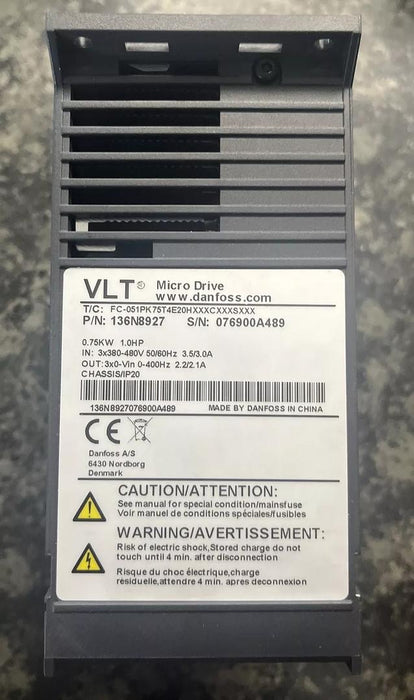 VLT® Micro Drive
www.danfoss.com
T/C: FC-051PK75T4E20HXXXCXXXSXXX
P/N: 136N8927 S/N: 076900A489
0.75KW 1.0HP
IN: 3x380-480V 50/60Hz 3.5/3.0A
OUT:3x0-Vin 0-400Hz 2.2/2.1A
CHASSIS/IP20
136N8927076900A489 MADE BY DANFOSS IN CHINA
CE
Danfoss A/S
6430 Nordborg
Denmark
CAUTION/ATTENTION:
See manual for special condition/mainsfuse
Voir manuel de conditions spéciales/fusibles
WARNING/AVERTISSEMENT:
Risk of electric shock,Stored charge do not
touch until 4 min. after disconnection
Risque du choc électrique,charge
résiduelle,attendre 4 min. apres deconnexion